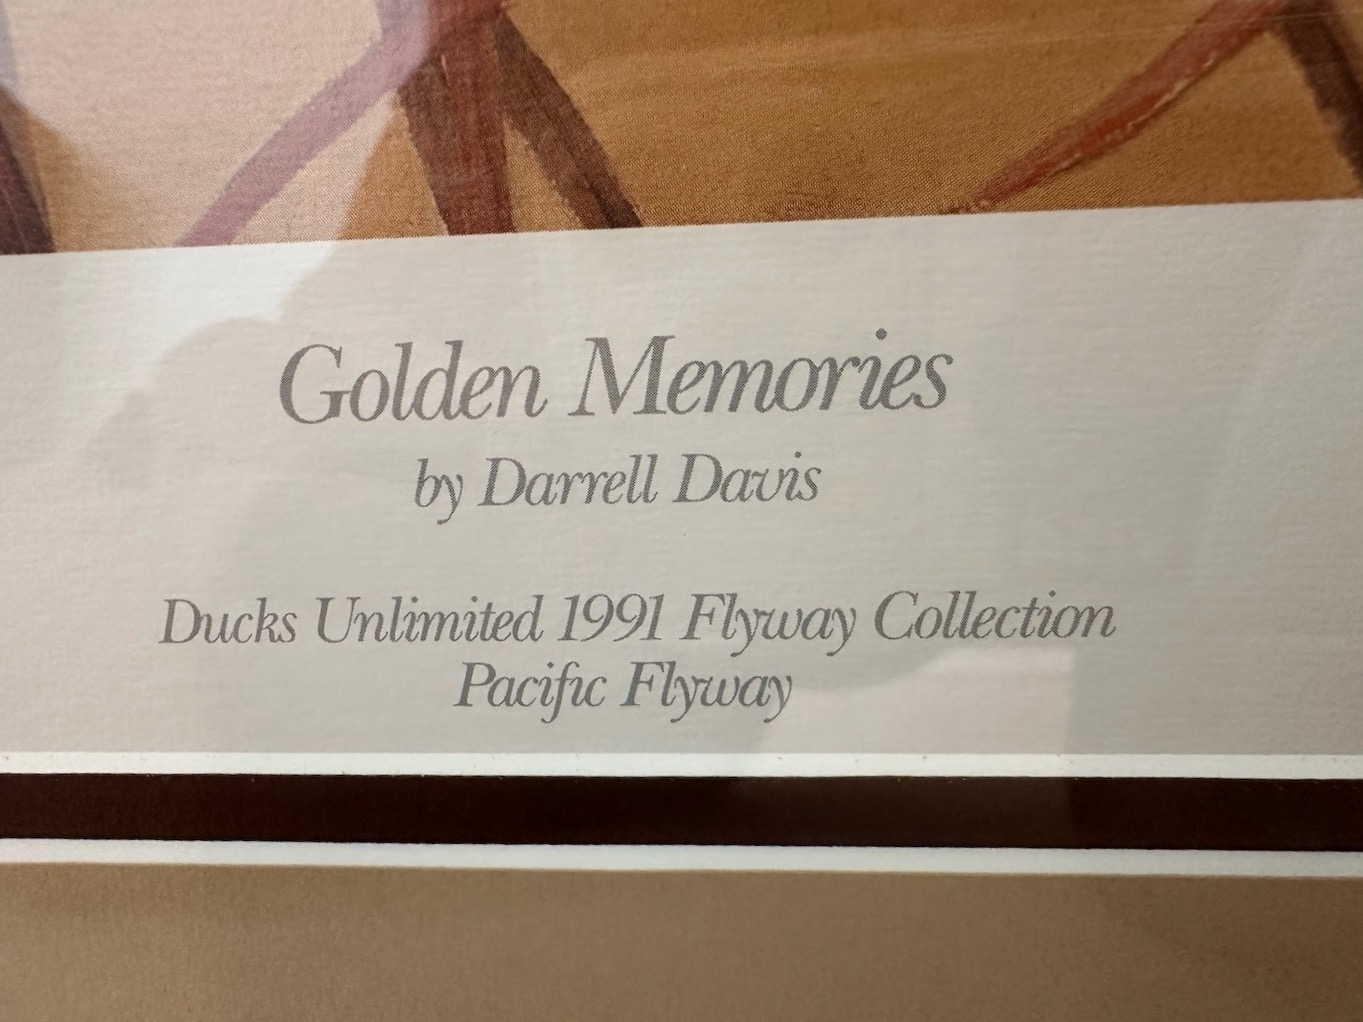 Golden Memories
by Darrell Davis
Ducks Unlimited 1991 Flyway Collection
Pacific Flyway